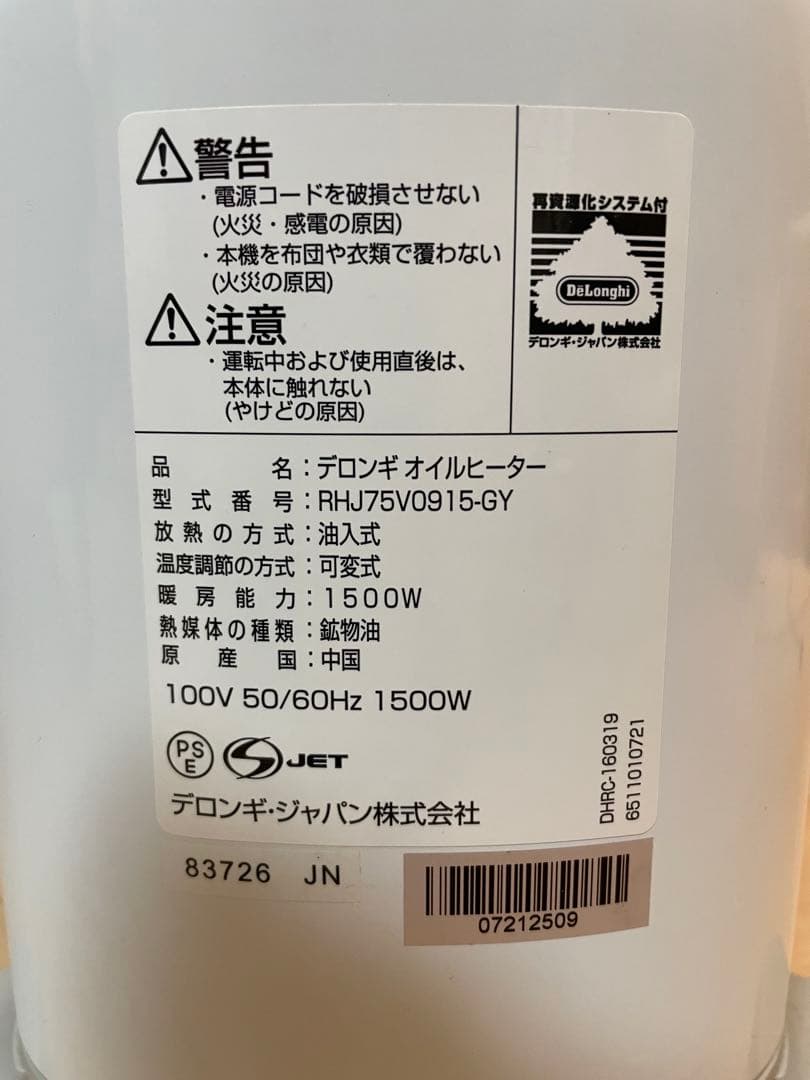 警告
・電源コードを破損させない
(火災・感電の原因)
・本機を布団や衣類で覆わない
(火災の原因)
注意
・運転中および使用直後は、
本体に触れない
(やけどの原因)
再資源化システム付
DeLonghi
デロンギ・ジャパン株式会社
品名：デロンギ オイルヒーター
型式番号：RHJ75V0915-GY
放熱の方式：油入式
温度調節の方式：可変式
暖房能力：1500W
熱媒体の種類：鉱物油
原産国：中国
100V 50/60Hz 1500W
PSE
S JET
デロンギ・ジャパン株式会社
DHRC-160319
6511010721
83726 JN
07212509